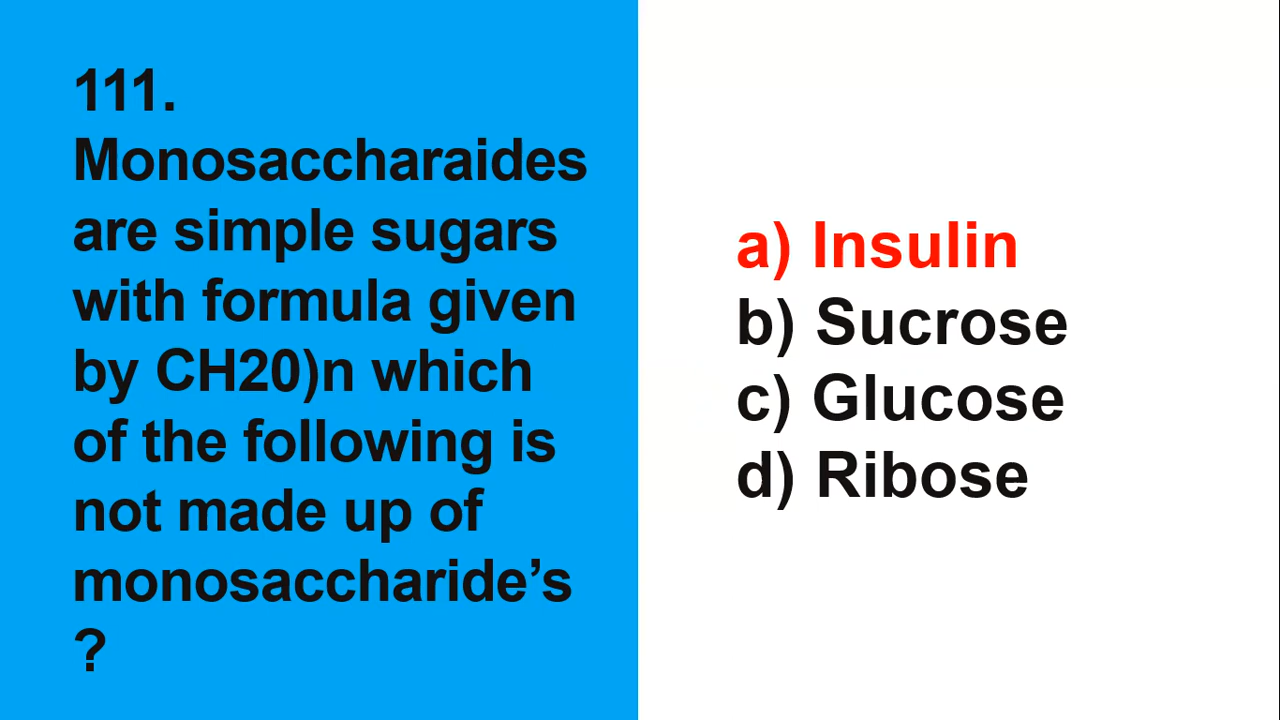 111.
Monosaccharaides
are simple sugars
with formula given
by CH20)n which
of the following is
not made up of
monosaccharide’s
?
a) Insulin
b) Sucrose
c) Glucose
d) Ribose